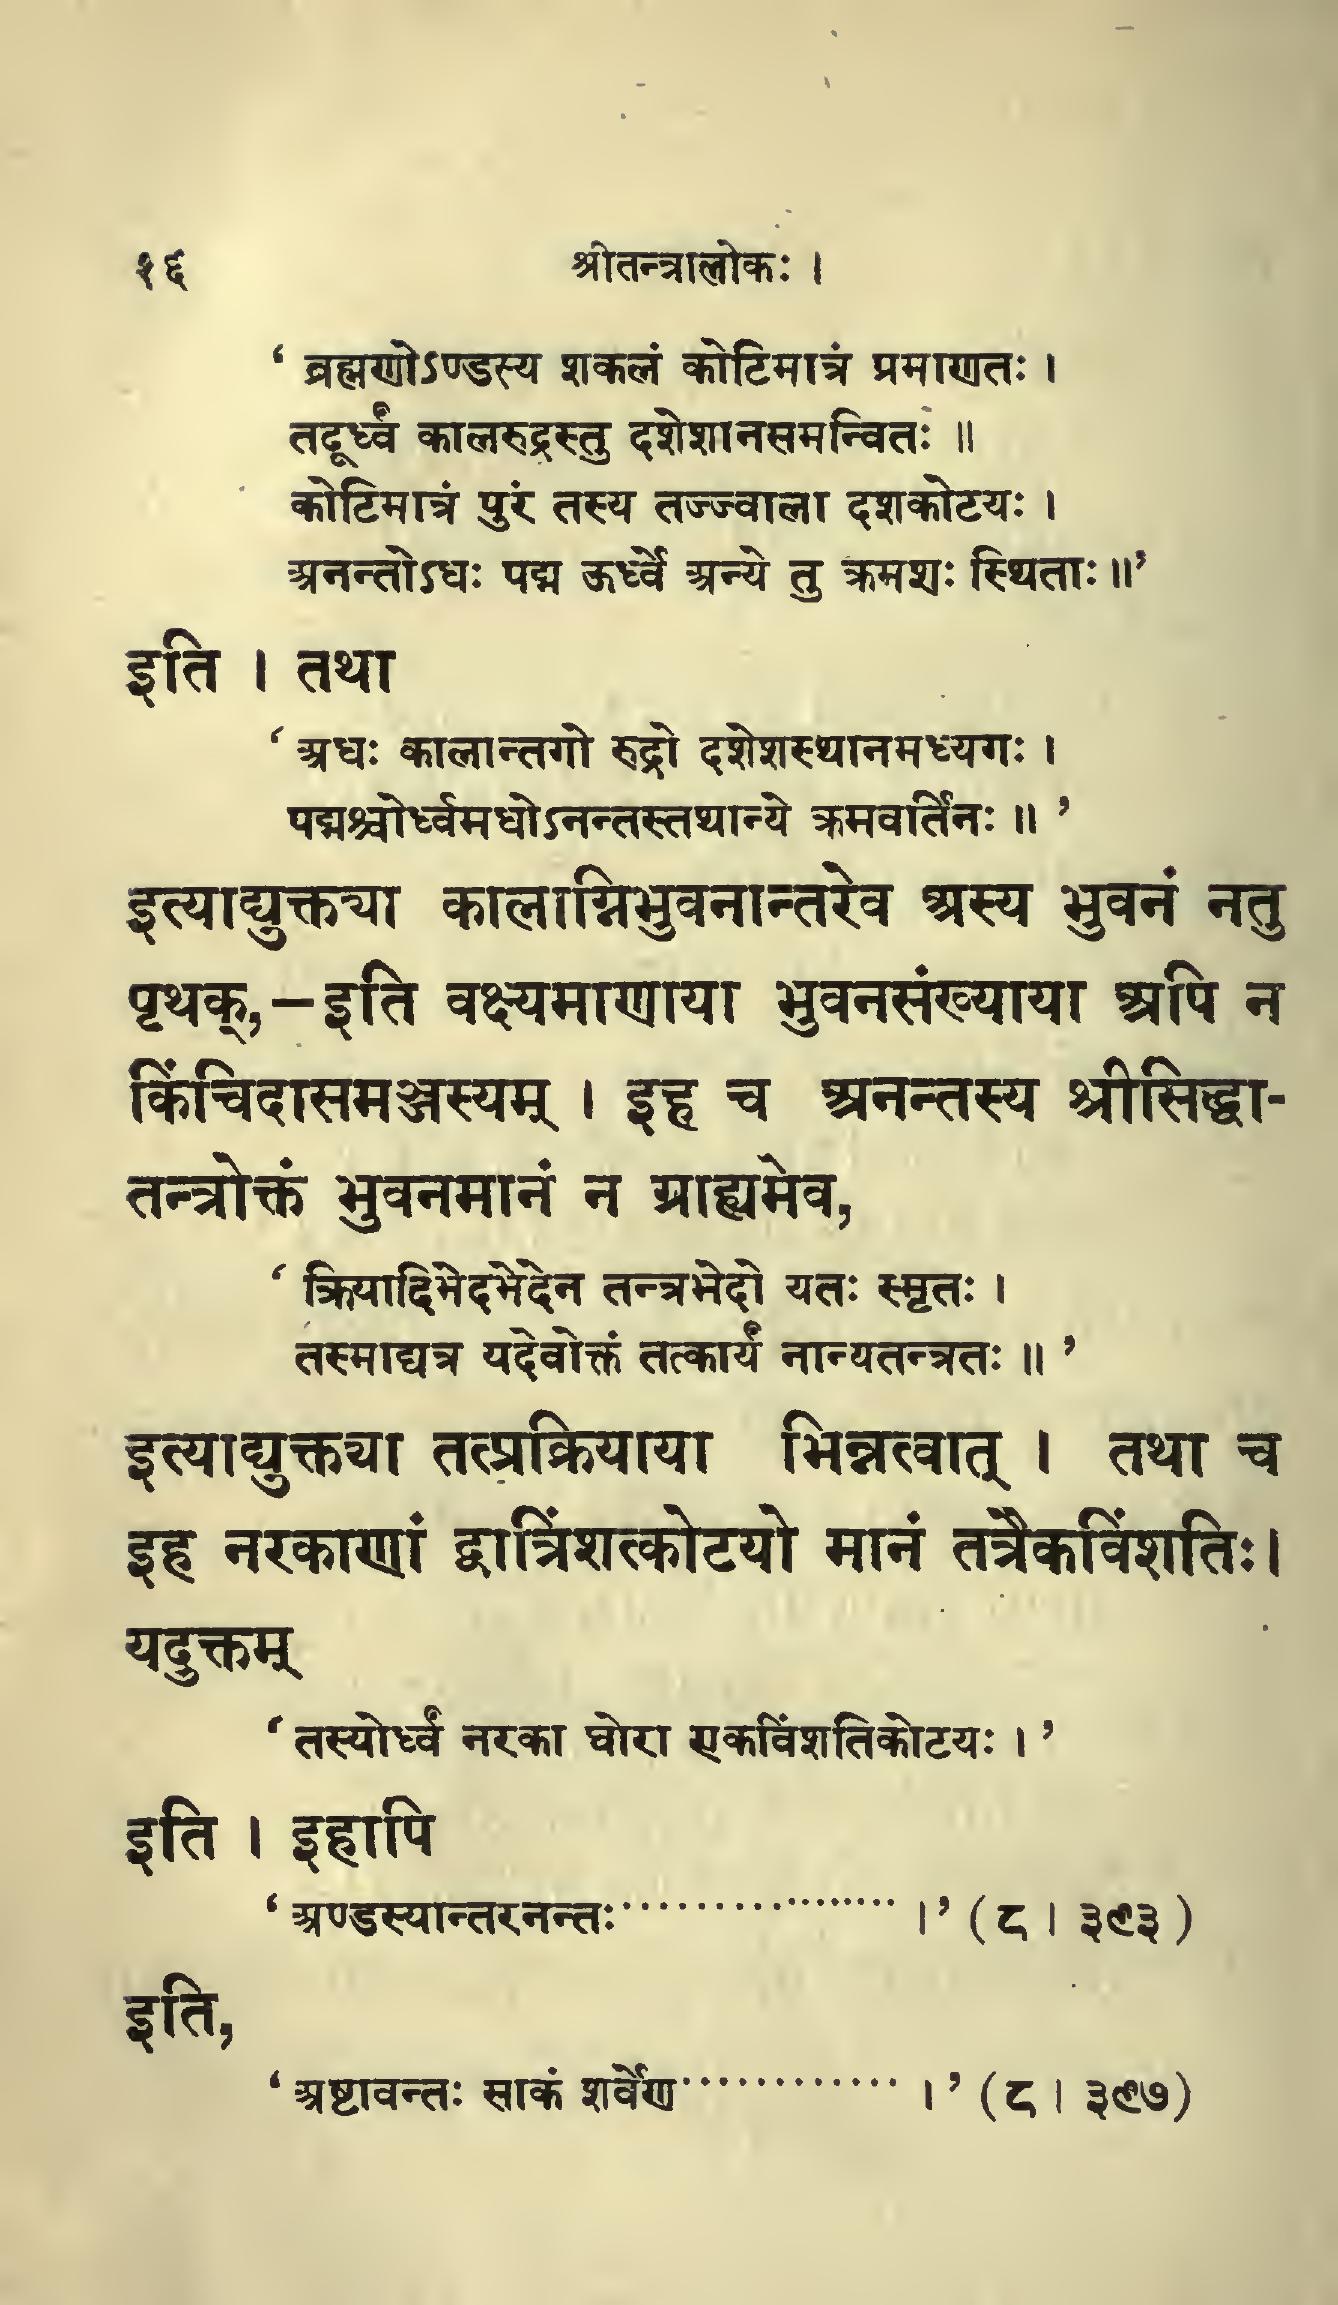 १६ श्रीतन्त्रालोकः ।
‘ ब्रह्मणोऽण्डस्य शकलं कोटिमात्रं प्रमाणतः ।
तदूर्ध्वं कालरुद्रस्तु दशेशानसमन्वितः ॥
कोटिमात्रं पुरं तस्य तज्ज्वाला दशकोटयः ।
अनन्तोऽधः पद्म ऊर्ध्वे अन्ये तु क्रमशः स्थिताः ॥’
इति । तथा
‘ अधः कालान्तगो रुद्रो दशेशस्थानमध्यगः ।
पद्मश्चोर्ध्वमधोऽनन्तस्तथान्ये क्रमवर्तिनः ॥ ’
इत्याद्युक्त्या कालाग्निभुवनान्तरेव अस्य भुवनं नतु
पृथक्,—इति वक्ष्यमाणाया भुवनसंख्याया अपि न
किंचिदासमञ्जस्यम् । इह च अनन्तस्य श्रीसिद्धा-
तन्त्रोक्तं भुवनमानं न ग्राह्यमेव,
‘ क्रियादिभेदभेदेन तन्त्रभेदो यतः स्मृतः ।
तस्माद्यत्र यदेवोक्तं तत्कार्यं नान्यतन्त्रतः ॥ ’
इत्याद्युक्त्या तत्प्रक्रियाया भिन्नत्वात् । तथा च
इह नरकाणां द्वात्रिंशत्कोटयो मानं तत्रैकविंशतिः।
यदुक्तम्
‘ तस्योर्ध्वं नरका घोरा एकविंशतिकोटयः । ’
इति । इहापि
‘ अण्डस्यान्तरनन्तः·················· ।’ ( ८ । ३९३ )
इति,
‘ अष्टावन्तः साकं शर्वेण············· । ’ ( ८ । ३९७)